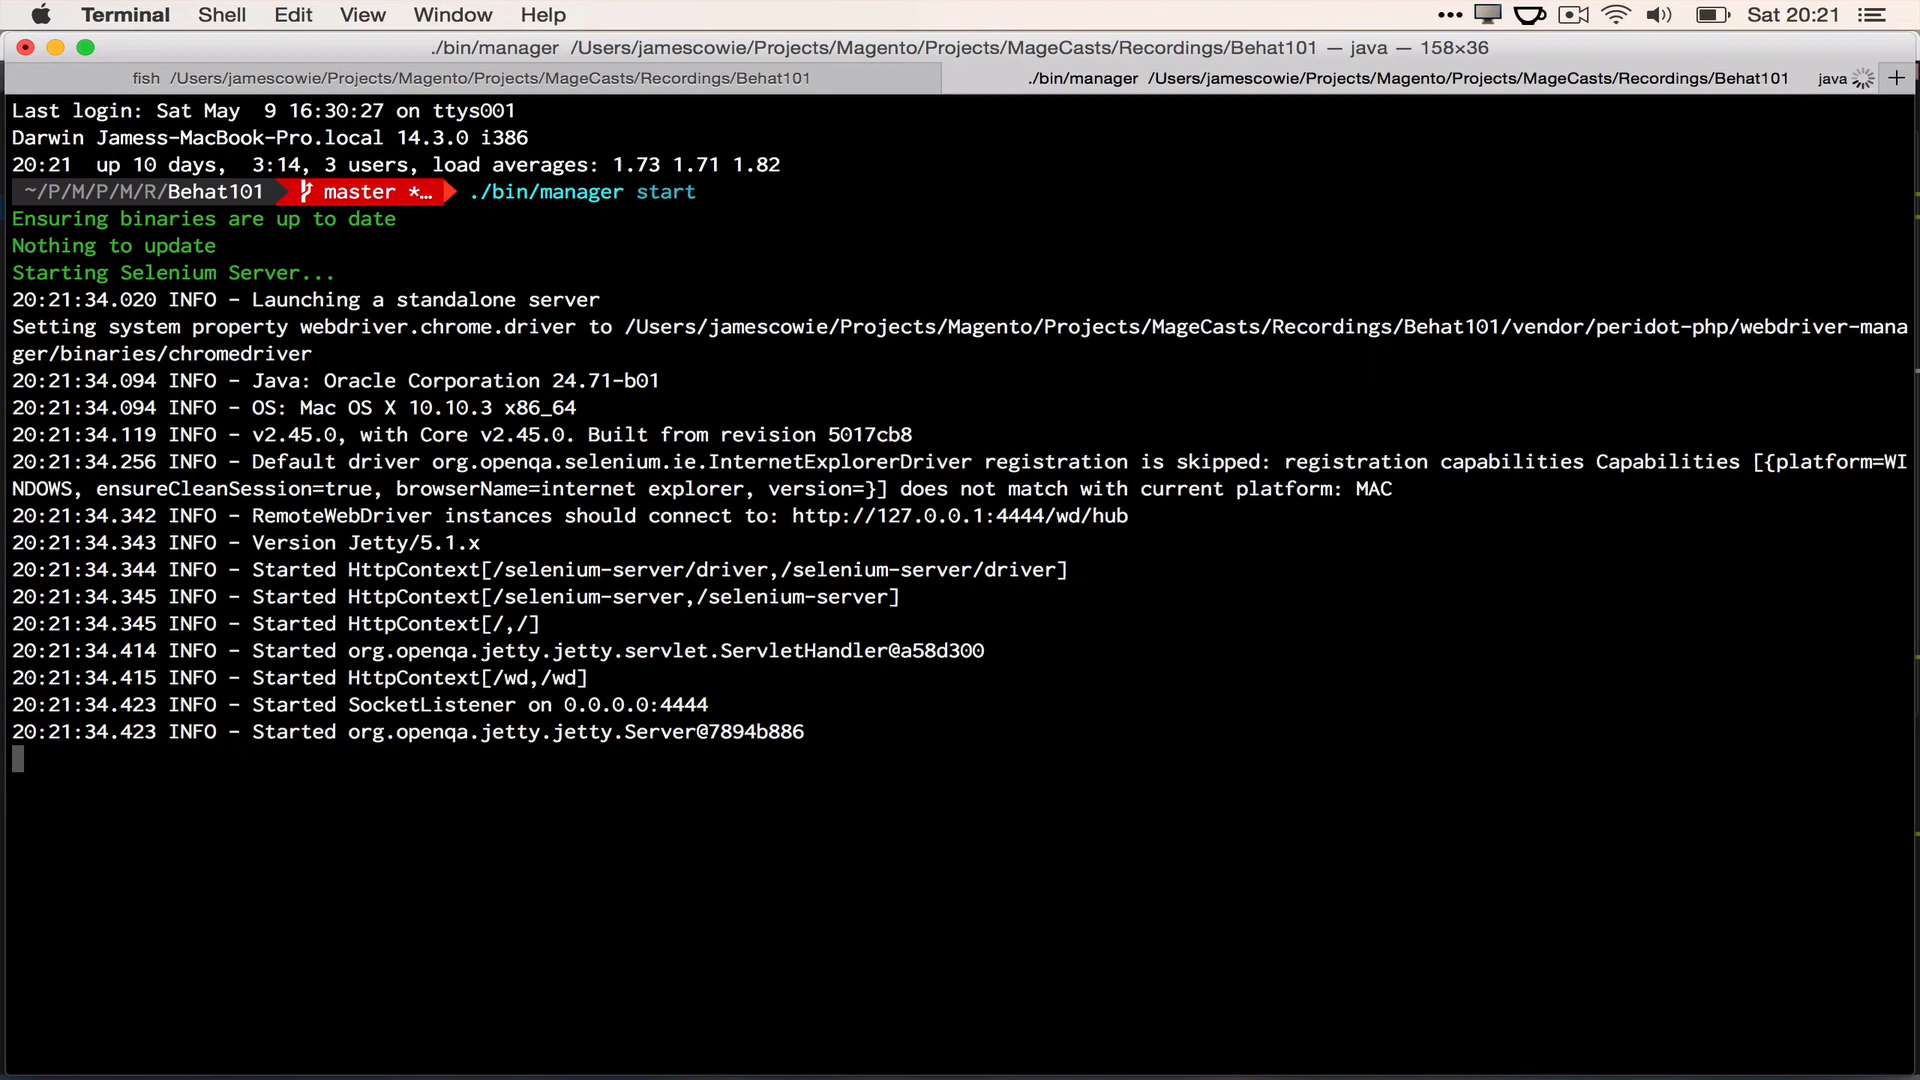 Terminal Shell Edit View Window Help Sat 20:21
./bin/manager /Users/jamescowie/Projects/Magento/Projects/MageCasts/Recordings/Behat101 — java — 158×36
fish /Users/jamescowie/Projects/Magento/Projects/MageCasts/Recordings/Behat101 ./bin/manager /Users/jamescowie/Projects/Magento/Projects/MageCasts/Recordings/Behat101 java +
Last login: Sat May  9 16:30:27 on ttys001
Darwin Jamess-MacBook-Pro.local 14.3.0 i386
20:21  up 10 days,  3:14, 3 users, load averages: 1.73 1.71 1.82
~/P/M/P/M/R/Behat101 master *… ./bin/manager start
Ensuring binaries are up to date
Nothing to update
Starting Selenium Server...
20:21:34.020 INFO - Launching a standalone server
Setting system property webdriver.chrome.driver to /Users/jamescowie/Projects/Magento/Projects/MageCasts/Recordings/Behat101/vendor/peridot-php/webdriver-mana
ger/binaries/chromedriver
20:21:34.094 INFO - Java: Oracle Corporation 24.71-b01
20:21:34.094 INFO - OS: Mac OS X 10.10.3 x86_64
20:21:34.119 INFO - v2.45.0, with Core v2.45.0. Built from revision 5017cb8
20:21:34.256 INFO - Default driver org.openqa.selenium.ie.InternetExplorerDriver registration is skipped: registration capabilities Capabilities [{platform=WI
NDOWS, ensureCleanSession=true, browserName=internet explorer, version=}] does not match with current platform: MAC
20:21:34.342 INFO - RemoteWebDriver instances should connect to: http://127.0.0.1:4444/wd/hub
20:21:34.343 INFO - Version Jetty/5.1.x
20:21:34.344 INFO - Started HttpContext[/selenium-server/driver,/selenium-server/driver]
20:21:34.345 INFO - Started HttpContext[/selenium-server,/selenium-server]
20:21:34.345 INFO - Started HttpContext[/,/]
20:21:34.414 INFO - Started org.openqa.jetty.jetty.servlet.ServletHandler@a58d300
20:21:34.415 INFO - Started HttpContext[/wd,/wd]
20:21:34.423 INFO - Started SocketListener on 0.0.0.0:4444
20:21:34.423 INFO - Started org.openqa.jetty.jetty.Server@7894b886